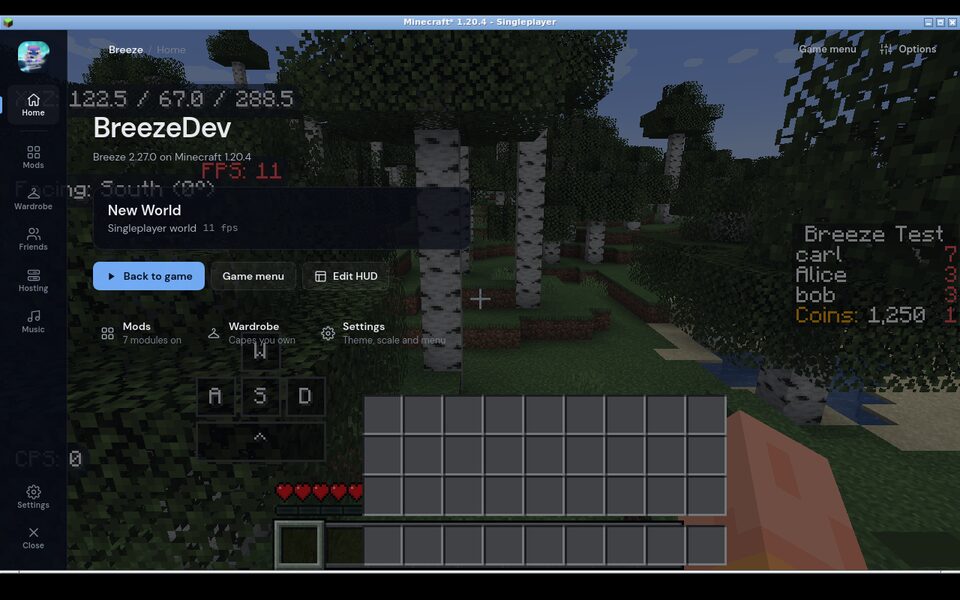 Minecraft* 1.20.4 - Singleplayer
Breeze / Home
Game menu
Options
Home
122.5 / 67.0 / 288.5
BreezeDev
Breeze 2.27.0 on Minecraft 1.20.4
FPS: 11
Mods
Facing: South (0°)
Wardrobe
New World
Singleplayer world 11 fps
Friends
Breeze Test
carl 7
Alice 3
bob 3
Coins: 1,250 1
Hosting
Back to game
Game menu
Edit HUD
Music
Mods
7 modules on
Wardrobe
Capes you own
Settings
Theme, scale and menu
W
A S D
^
CPS: 0
Settings
Close